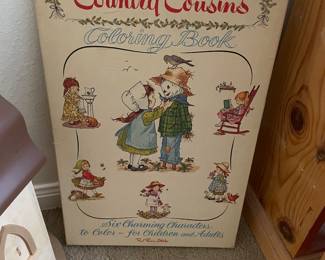 Country Cousins
Coloring Book
Six Charming Characters
to Color - for Children and Adults